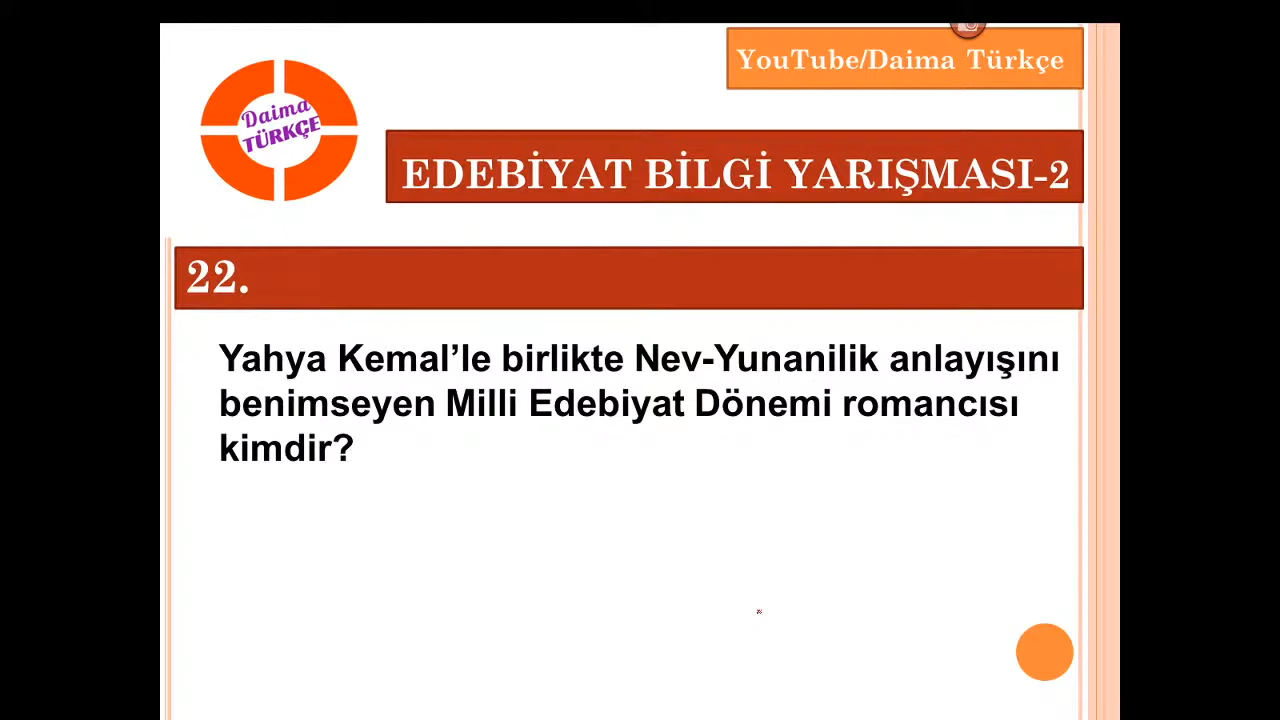 YouTube/Daima Türkçe
Daima
TÜRKÇE
EDEBİYAT BİLGİ YARIŞMASI-2
22.
Yahya Kemal’le birlikte Nev-Yunanilik anlayışını
benimseyen Milli Edebiyat Dönemi romancısı
kimdir?